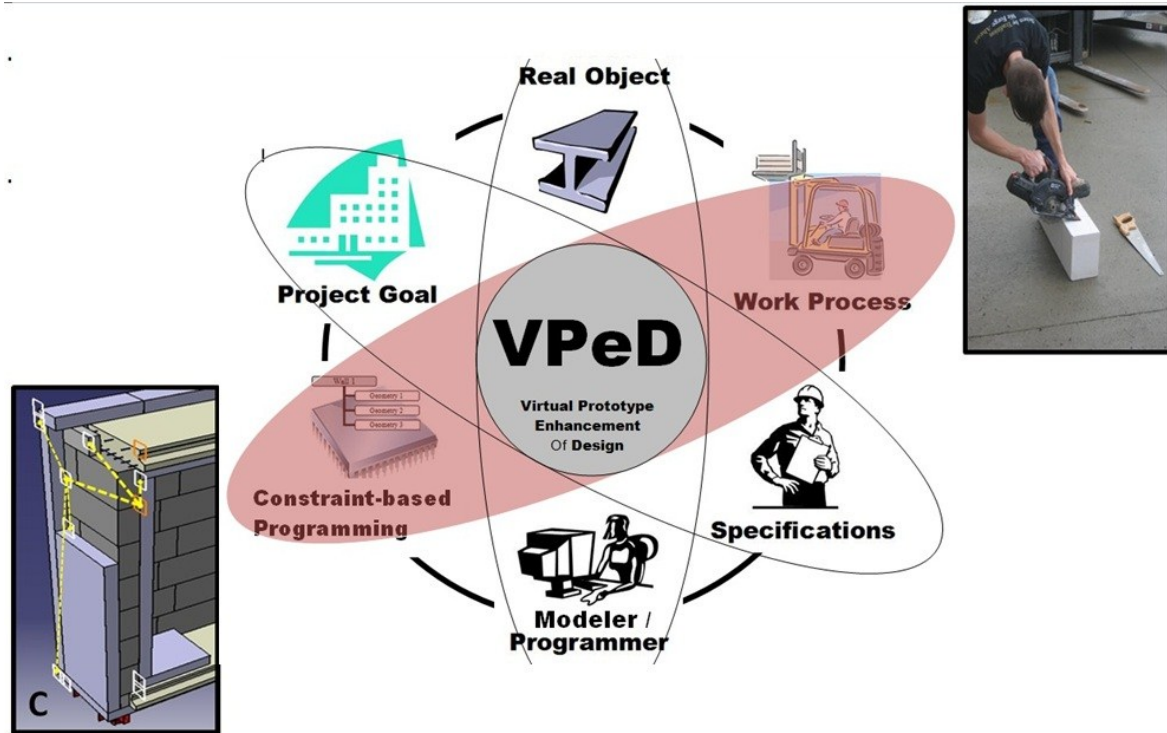 Real Object
Project Goal
Work Process
VPeD
Virtual Prototype
Enhancement
Of Design
Wall 1
Geometry 1
Geometry 2
Geometry 3
Constraint-based
Programming
Specifications
Modeler /
Programmer
C